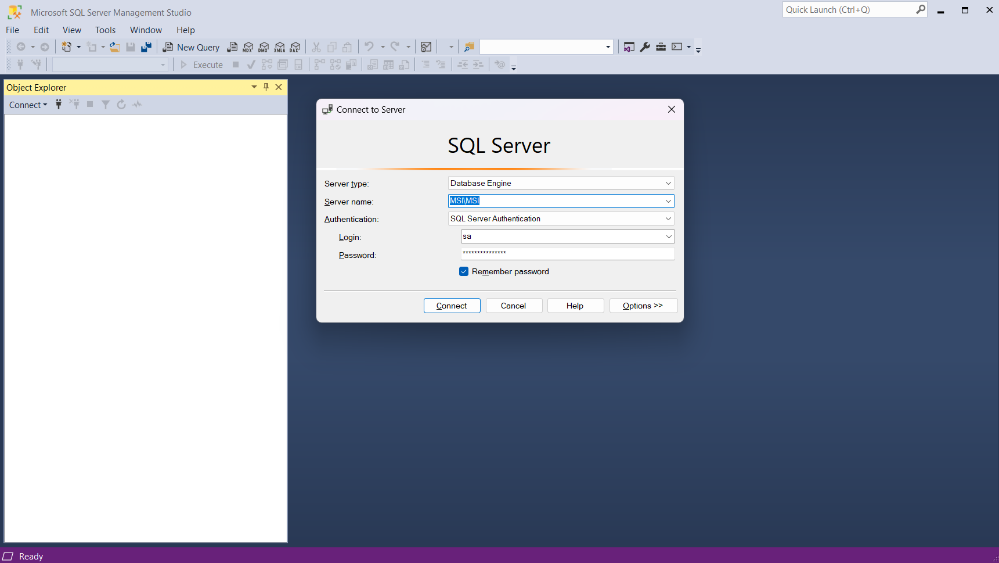 Microsoft SQL Server Management Studio
Quick Launch (Ctrl+Q)
File Edit View Tools Window Help
New Query MDX DMX XMLA DAX
Execute
Object Explorer
Connect
Connect to Server
SQL Server
Server type: Database Engine
Server name: MSI\MSI
Authentication: SQL Server Authentication
Login: sa
Password: ***************
Remember password
Connect Cancel Help Options >>
Ready